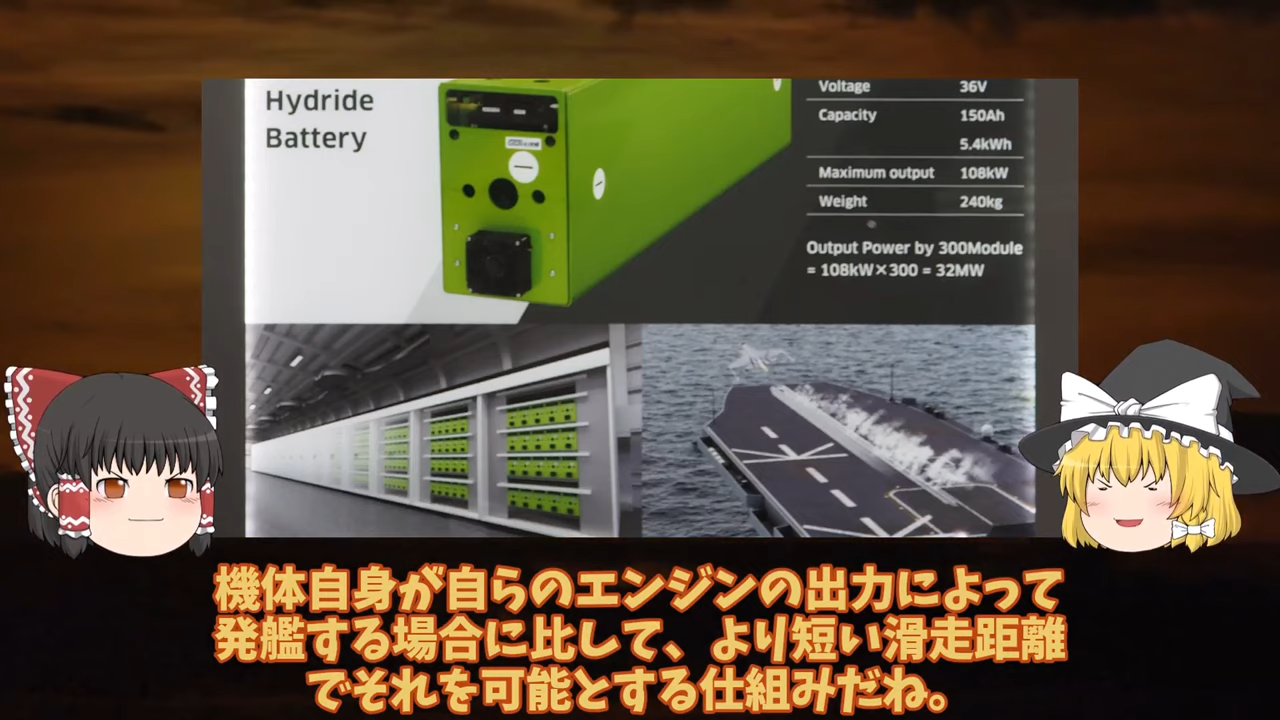 Hydride
Battery
Voltage 36V
Capacity 150Ah
5.4kWh
Maximum output 108kW
Weight 240kg
Output Power by 300Module
= 108kW×300 = 32MW
機体自身が自らのエンジンの出力によって
発艦する場合に比して、より短い滑走距離
でそれを可能とする仕組みだね。